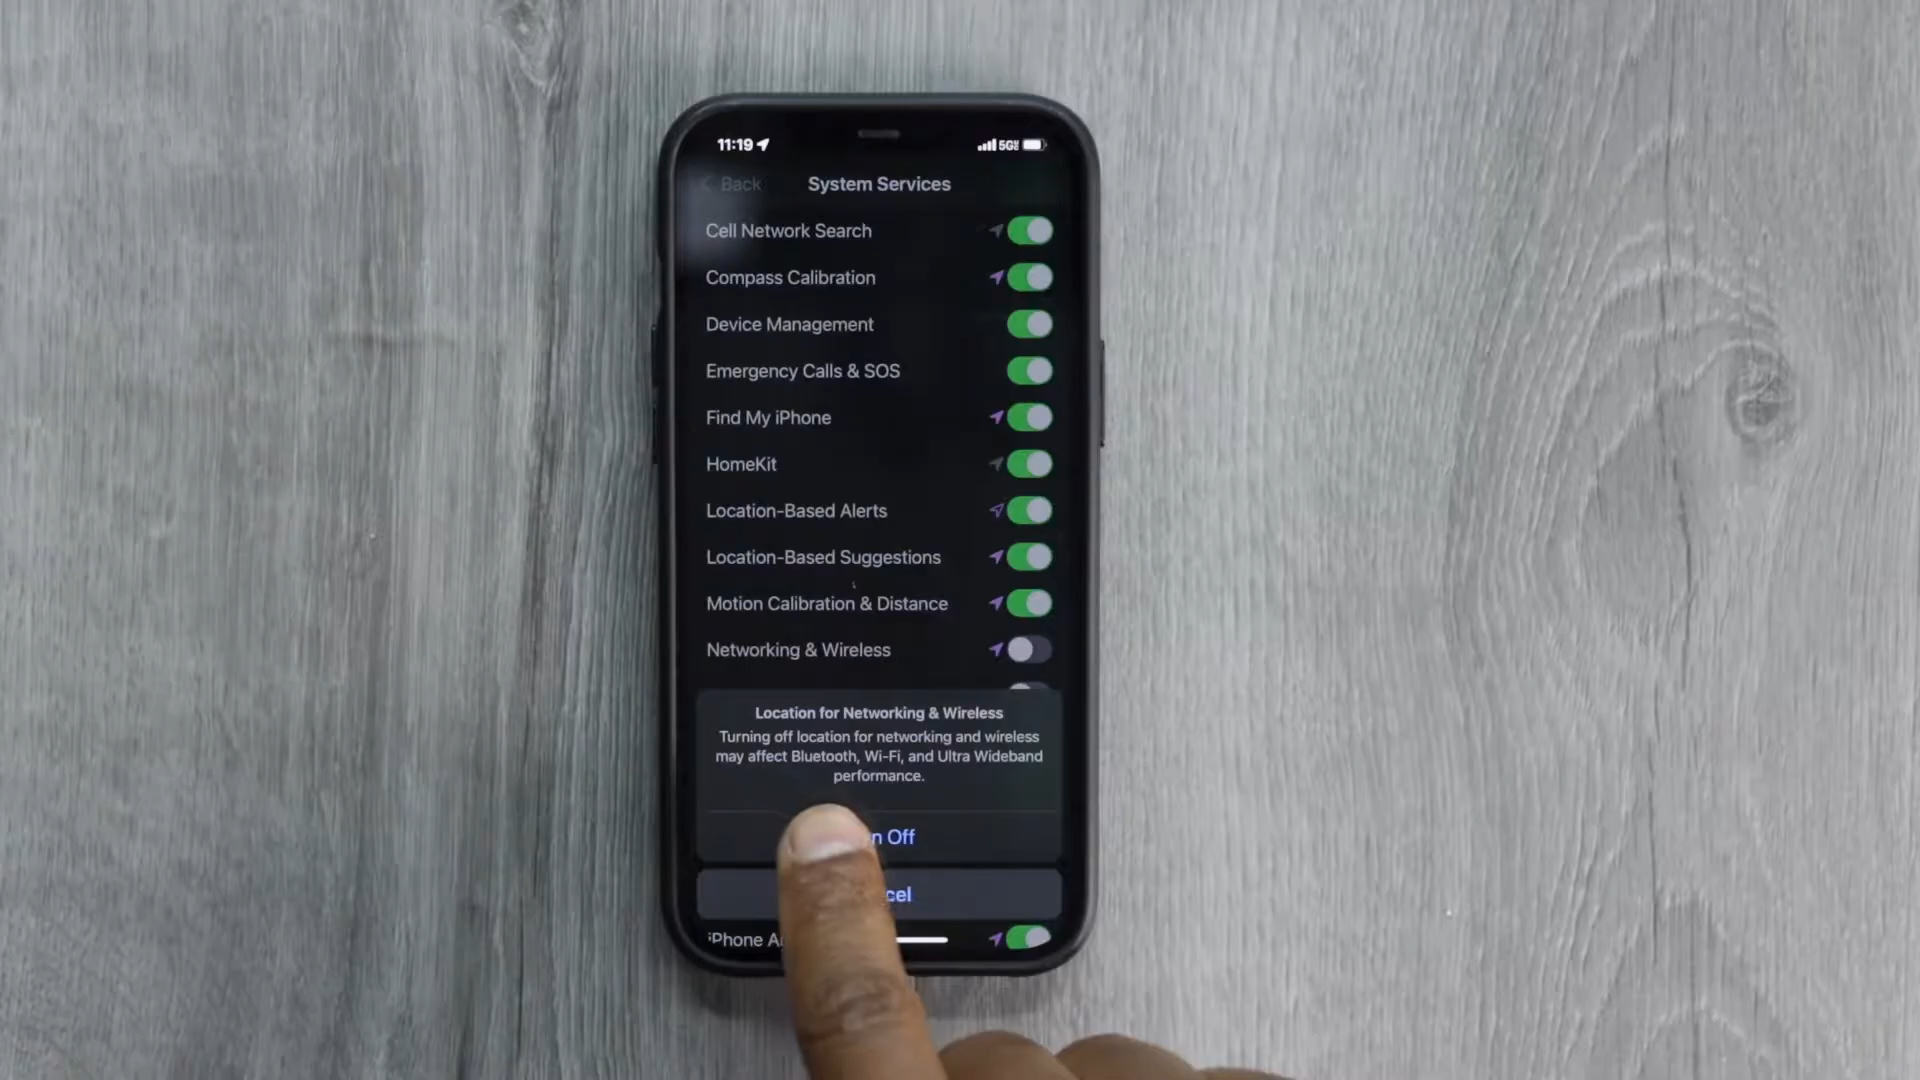 11:19
5G
Back
System Services
Cell Network Search
Compass Calibration
Device Management
Emergency Calls & SOS
Find My iPhone
HomeKit
Location-Based Alerts
Location-Based Suggestions
Motion Calibration & Distance
Networking & Wireless
Location for Networking & Wireless
Turning off location for networking and wireless
may affect Bluetooth, Wi-Fi, and Ultra Wideband
performance.
Off
iPhone